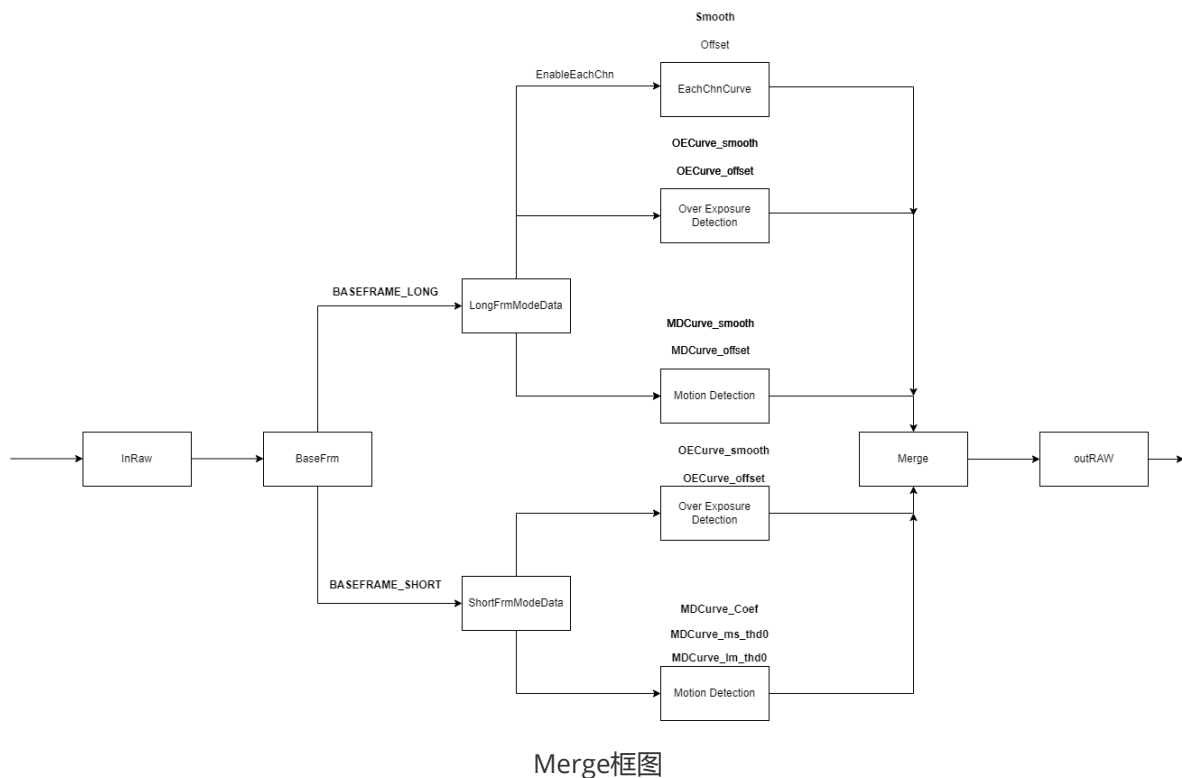 Smooth
Offset
EnableEachChn
EachChnCurve
OECurve_smooth
OECurve_offset
Over Exposure
Detection
BASEFRAME_LONG
LongFrmModeData
MDCurve_smooth
MDCurve_offset
Motion Detection
InRaw
BaseFrm
OECurve_smooth
OECurve_offset
Over Exposure
Detection
Merge
outRAW
BASEFRAME_SHORT
ShortFrmModeData
MDCurve_Coef
MDCurve_ms_thd0
MDCurve_lm_thd0
Motion Detection
Merge框图